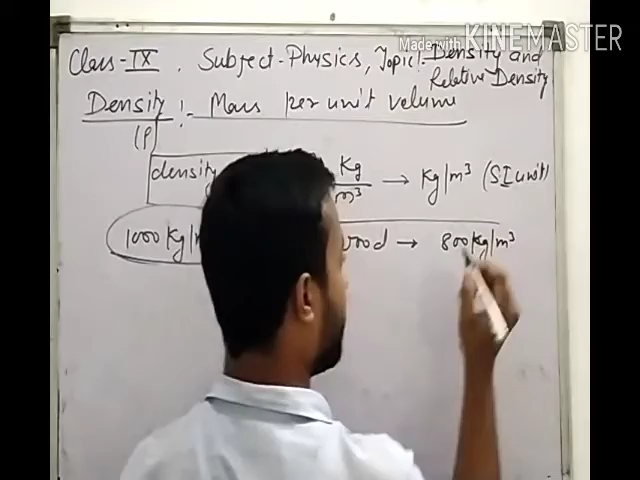 Made with KINEMASTER
Class-IX. Subject-Physics, Topic!-Density and
Relative Density
Density!- Mass per unit volume
(ρ
density Kg/m³ → Kg/m³ (SI unit)
1000 Kg/ wood → 800 Kg/m³